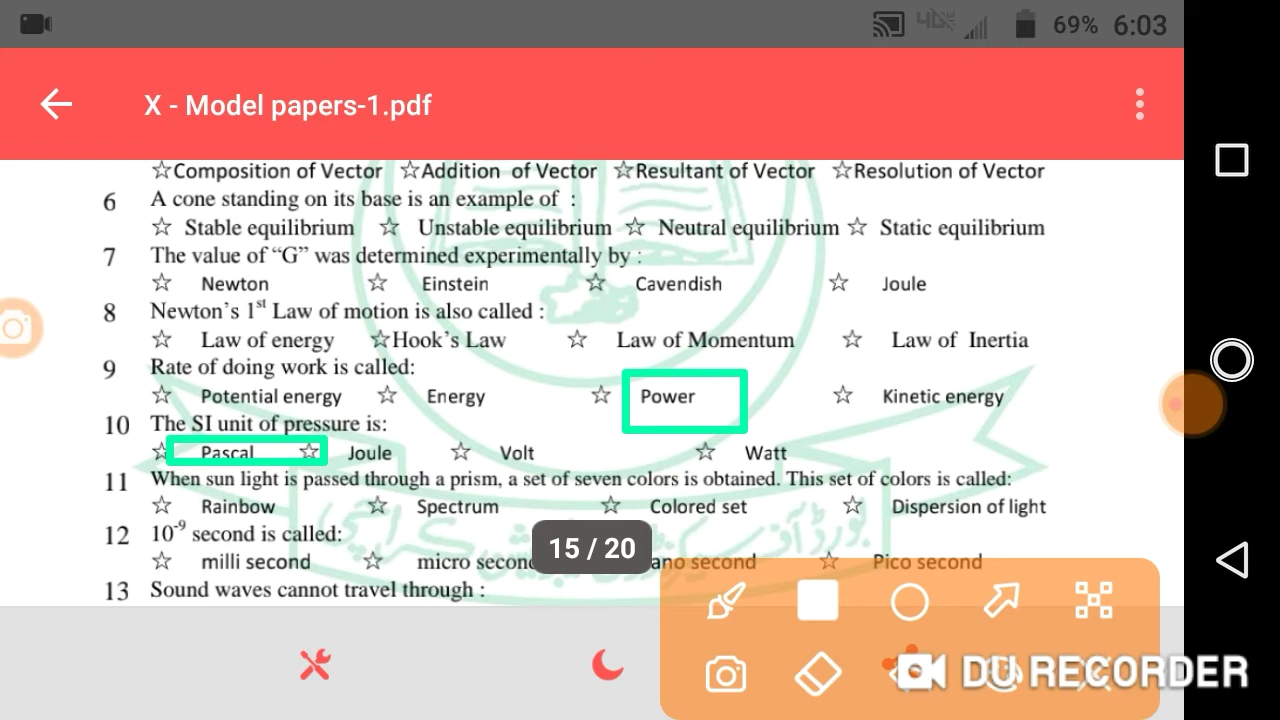 69% 6:03
X - Model papers-1.pdf
☆Composition of Vector ☆Addition of Vector ☆Resultant of Vector ☆Resolution of Vector
6 A cone standing on its base is an example of :
☆ Stable equilibrium ☆ Unstable equilibrium ☆ Neutral equilibrium ☆ Static equilibrium
7 The value of “G” was determined experimentally by :
☆ Newton ☆ Einstein ☆ Cavendish ☆ Joule
8 Newton’s 1st Law of motion is also called :
☆ Law of energy ☆Hook’s Law ☆ Law of Momentum ☆ Law of Inertia
9 Rate of doing work is called:
☆ Potential energy ☆ Energy ☆ Power ☆ Kinetic energy
10 The SI unit of pressure is:
☆ Pascal ☆ Joule ☆ Volt ☆ Watt
11 When sun light is passed through a prism, a set of seven colors is obtained. This set of colors is called:
☆ Rainbow ☆ Spectrum ☆ Colored set ☆ Dispersion of light
12 10-9 second is called:
☆ milli second ☆ micro secon ano second ☆ Pico second
15 / 20
13 Sound waves cannot travel through :
DU RECORDER